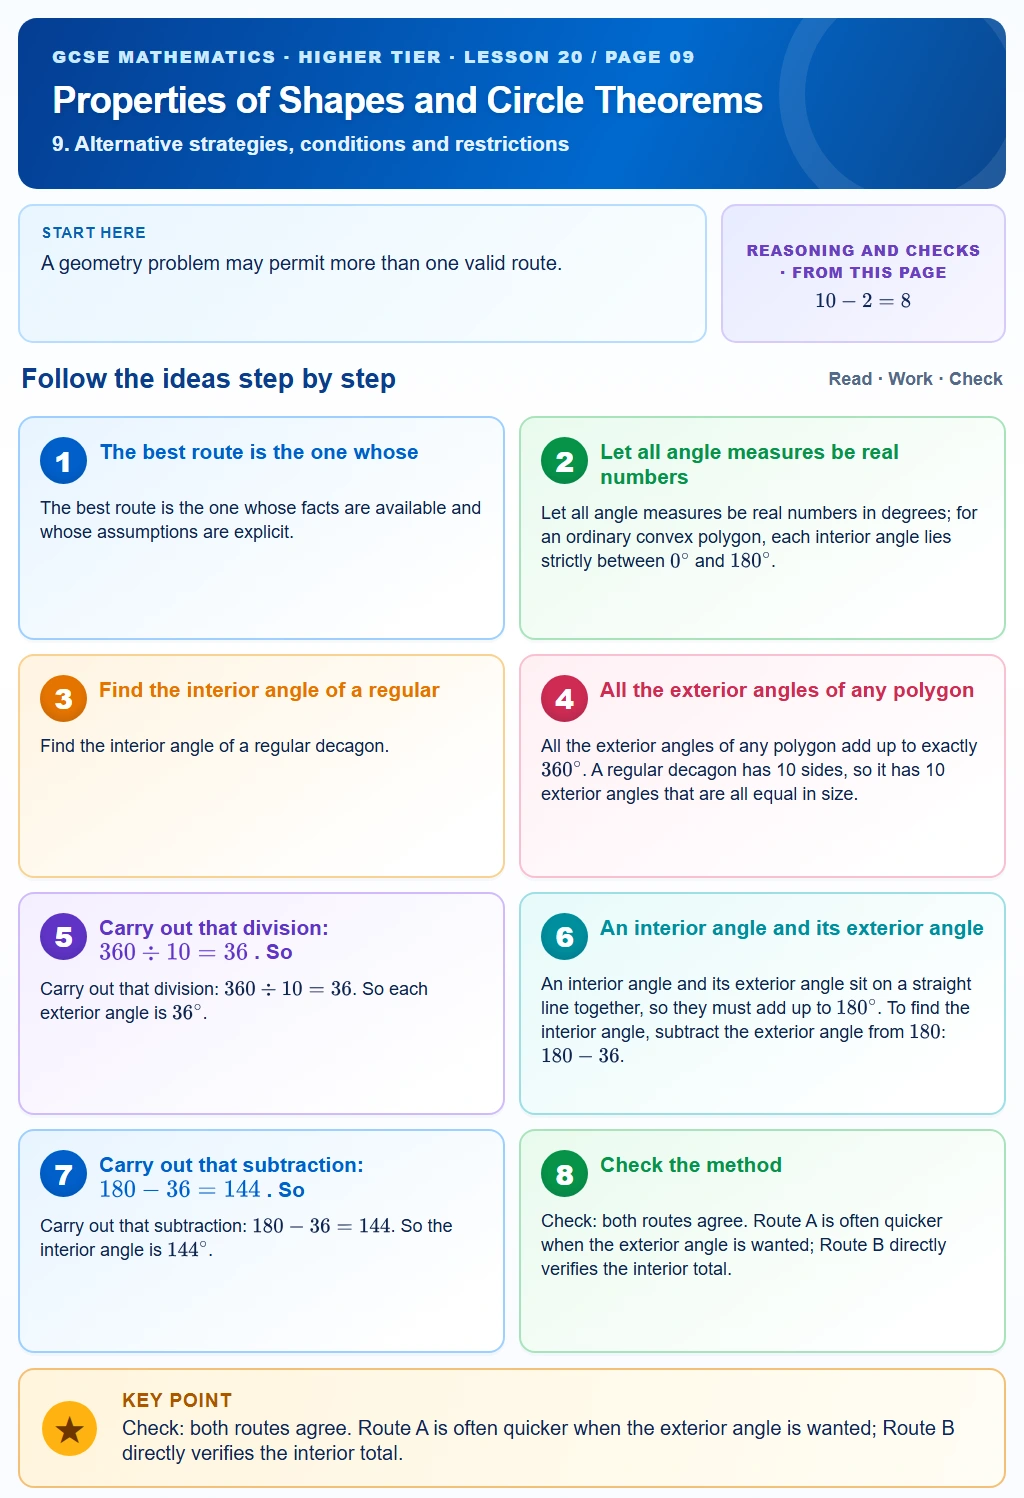 GCSE MATHEMATICS · HIGHER TIER · LESSON 20 / PAGE 09
Properties of Shapes and Circle Theorems
9. Alternative strategies, conditions and restrictions
START HERE
A geometry problem may permit more than one valid route.
REASONING AND CHECKS
· FROM THIS PAGE
10 − 2 = 8
Follow the ideas step by step
Read · Work · Check
1
The best route is the one whose
The best route is the one whose facts are available and
whose assumptions are explicit.
2
Let all angle measures be real
numbers
Let all angle measures be real numbers in degrees; for
an ordinary convex polygon, each interior angle lies
strictly between 0° and 180°.
3
Find the interior angle of a regular
Find the interior angle of a regular decagon.
4
All the exterior angles of any polygon
All the exterior angles of any polygon add up to exactly
360°. A regular decagon has 10 sides, so it has 10
exterior angles that are all equal in size.
5
Carry out that division:
360 ÷ 10 = 36 . So
Carry out that division: 360 ÷ 10 = 36. So each
exterior angle is 36°.
6
An interior angle and its exterior angle
An interior angle and its exterior angle sit on a straight
line together, so they must add up to 180°. To find the
interior angle, subtract the exterior angle from 180:
180 − 36.
7
Carry out that subtraction:
180 − 36 = 144 . So
Carry out that subtraction: 180 − 36 = 144. So the
interior angle is 144°.
8
Check the method
Check: both routes agree. Route A is often quicker
when the exterior angle is wanted; Route B directly
verifies the interior total.
KEY POINT
Check: both routes agree. Route A is often quicker when the exterior angle is wanted; Route B
directly verifies the interior total.